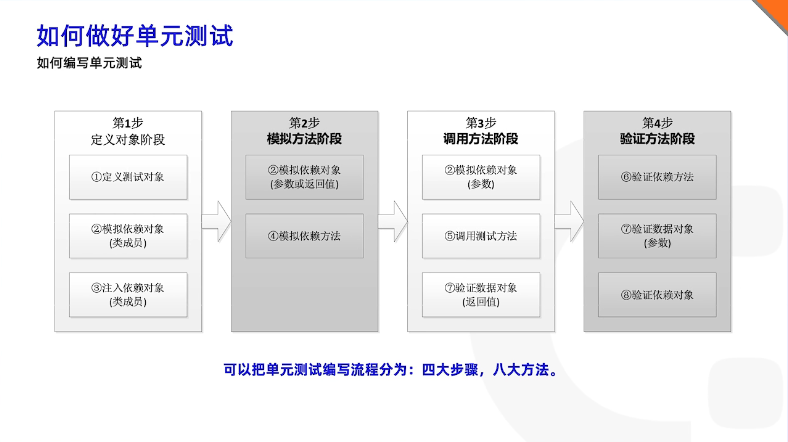 如何做好单元测试
如何编写单元测试
第1步
定义对象阶段
①定义测试对象
②模拟依赖对象
(类成员)
③注入依赖对象
(类成员)
第2步
模拟方法阶段
②模拟依赖对象
(参数或返回值)
④模拟依赖方法
第3步
调用方法阶段
②模拟依赖对象
(参数)
⑤调用测试方法
⑦验证数据对象
(返回值)
第4步
验证方法阶段
⑥验证依赖方法
⑦验证数据对象
(参数)
⑧验证依赖对象
可以把单元测试编写流程分为：四大步骤，八大方法。